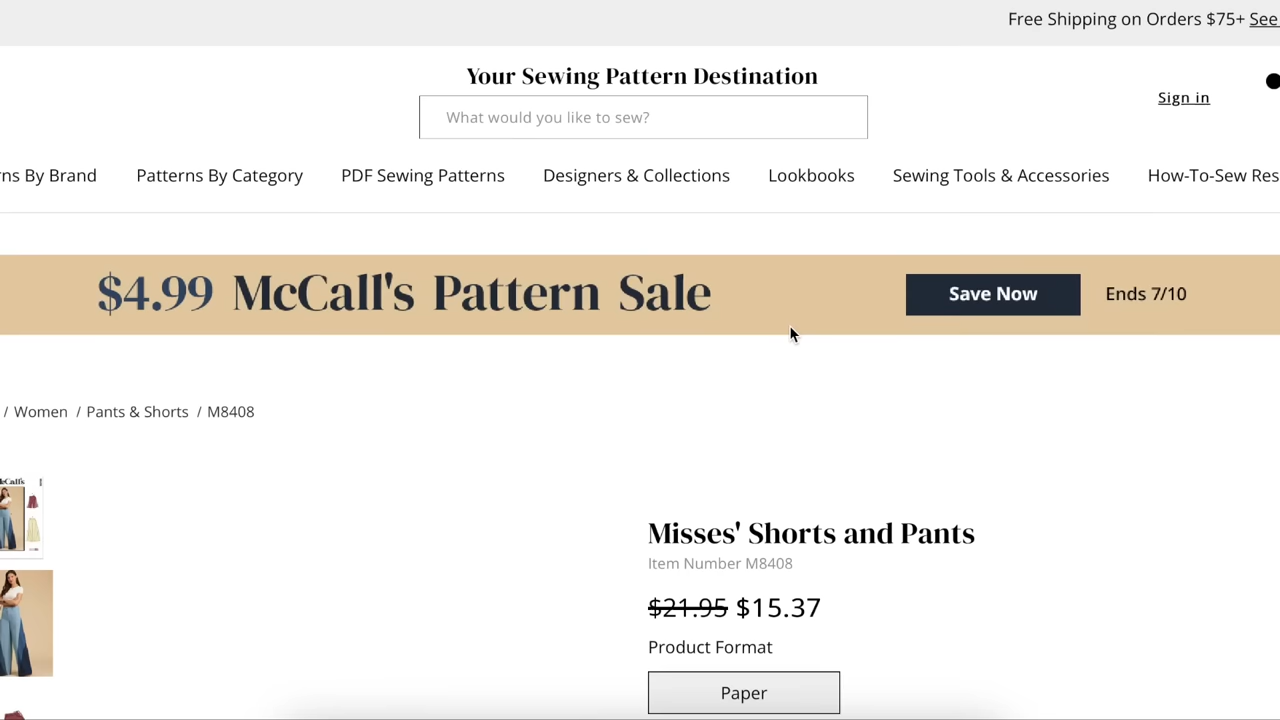 Free Shipping on Orders $75+ See
Your Sewing Pattern Destination
What would you like to sew?
Sign in
rns By Brand
Patterns By Category
PDF Sewing Patterns
Designers & Collections
Lookbooks
Sewing Tools & Accessories
How-To-Sew Res
$4.99 McCall's Pattern Sale
Save Now
Ends 7/10
/ Women / Pants & Shorts / M8408
Misses' Shorts and Pants
Item Number M8408
$21.95 $15.37
Product Format
Paper